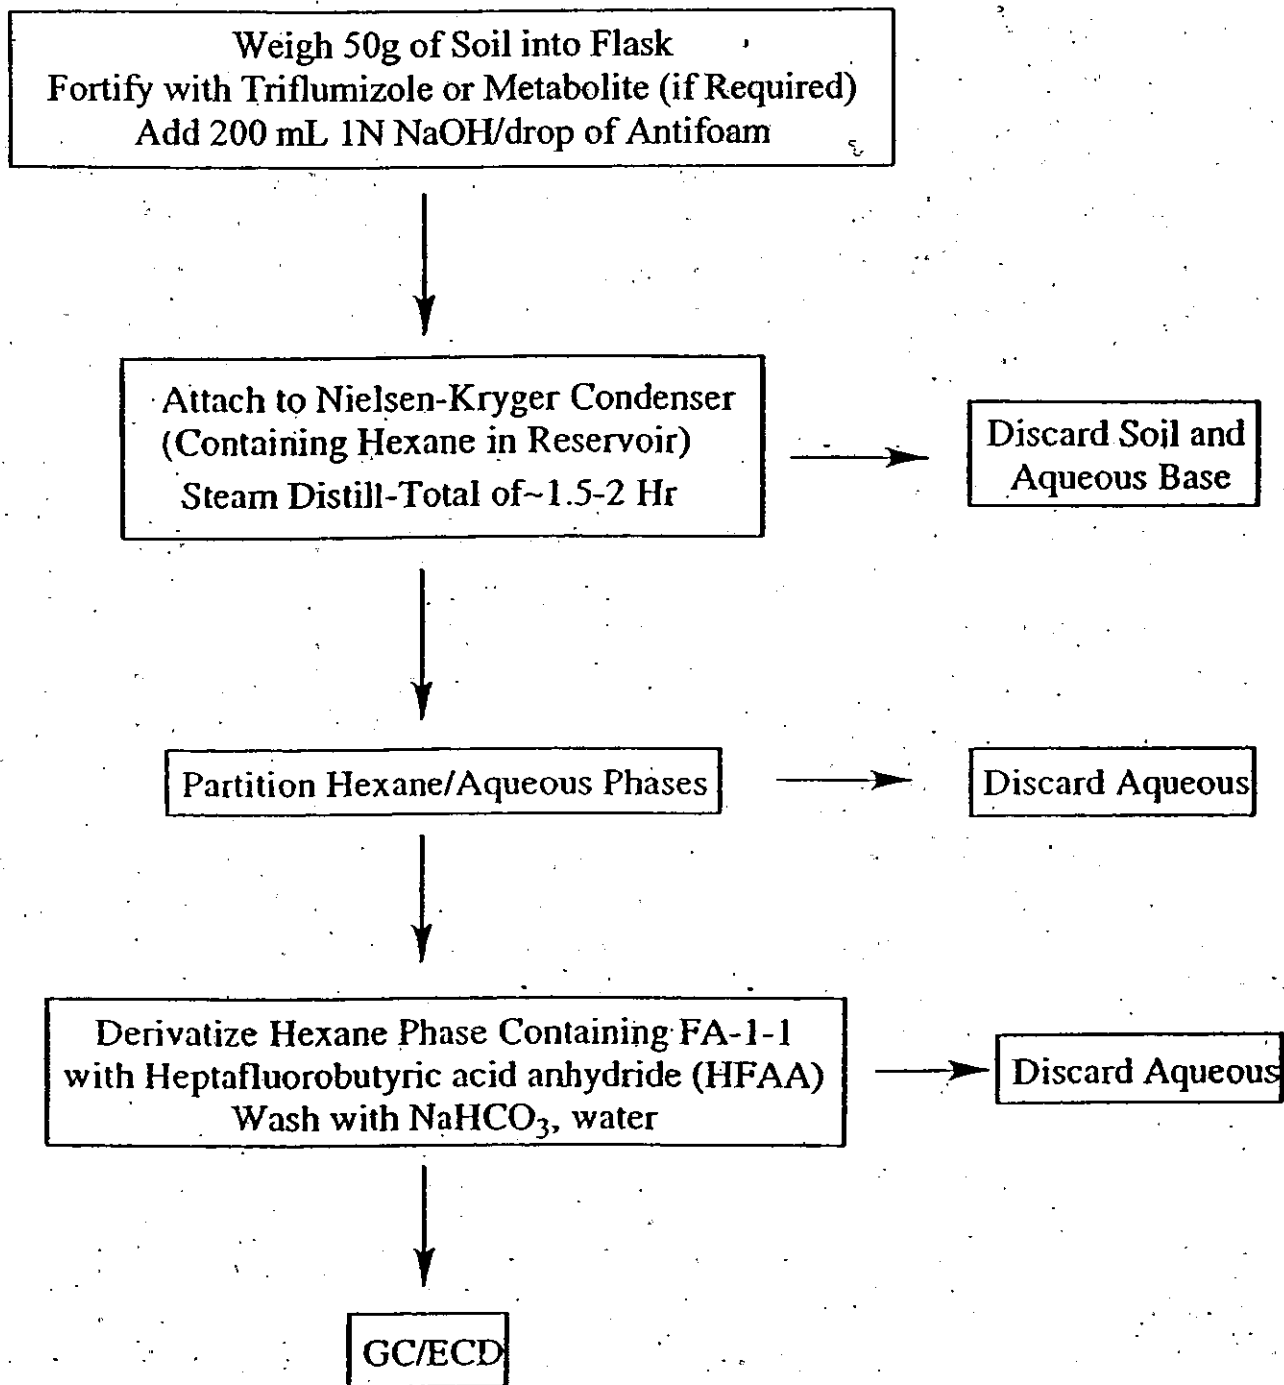 Weigh 50g of Soil into Flask
Fortify with Triflumizole or Metabolite (if Required)
Add 200 mL 1N NaOH/drop of Antifoam
Attach to Nielsen-Kryger Condenser
(Containing Hexane in Reservoir)
Steam Distill-Total of~1.5-2 Hr
Discard Soil and
Aqueous Base
Partition Hexane/Aqueous Phases
Discard Aqueous
Derivatize Hexane Phase Containing FA-1-1
with Heptafluorobutyric acid anhydride (HFAA)
Wash with NaHCO₃, water
Discard Aqueous
GC/ECD